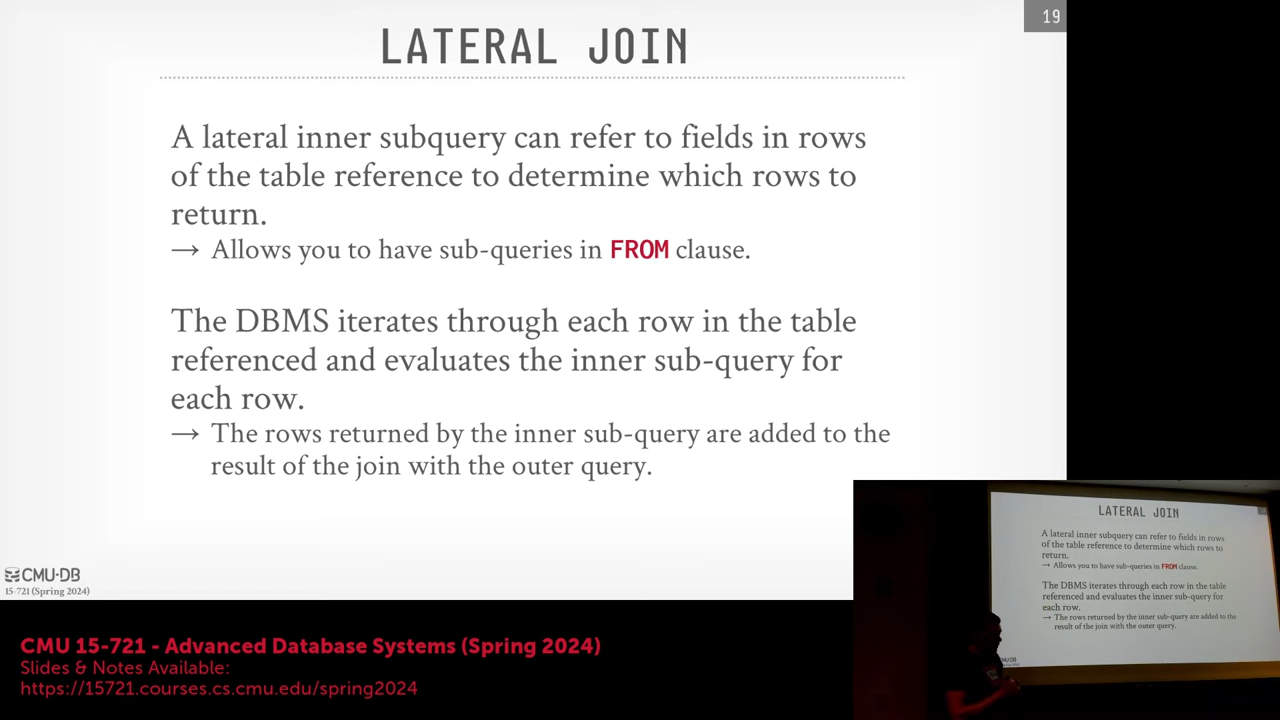 19
LATERAL JOIN
A lateral inner subquery can refer to fields in rows
of the table reference to determine which rows to
return.
→ Allows you to have sub-queries in FROM clause.
The DBMS iterates through each row in the table
referenced and evaluates the inner sub-query for
each row.
→ The rows returned by the inner sub-query are added to the
result of the join with the outer query.
CMU·DB
15-721 (Spring 2024)
LATERAL JOIN
A lateral inner subquery can refer to fields in rows
of the table reference to determine which rows to
return.
→ Allows you to have sub-queries in FROM clause.
The DBMS iterates through each row in the table
referenced and evaluates the inner sub-query for
each row.
→ The rows returned by the inner sub-query are added to the
result of the join with the outer query.
CMU 15-721 - Advanced Database Systems (Spring 2024)
Slides & Notes Available:
https://15721.courses.cs.cmu.edu/spring2024